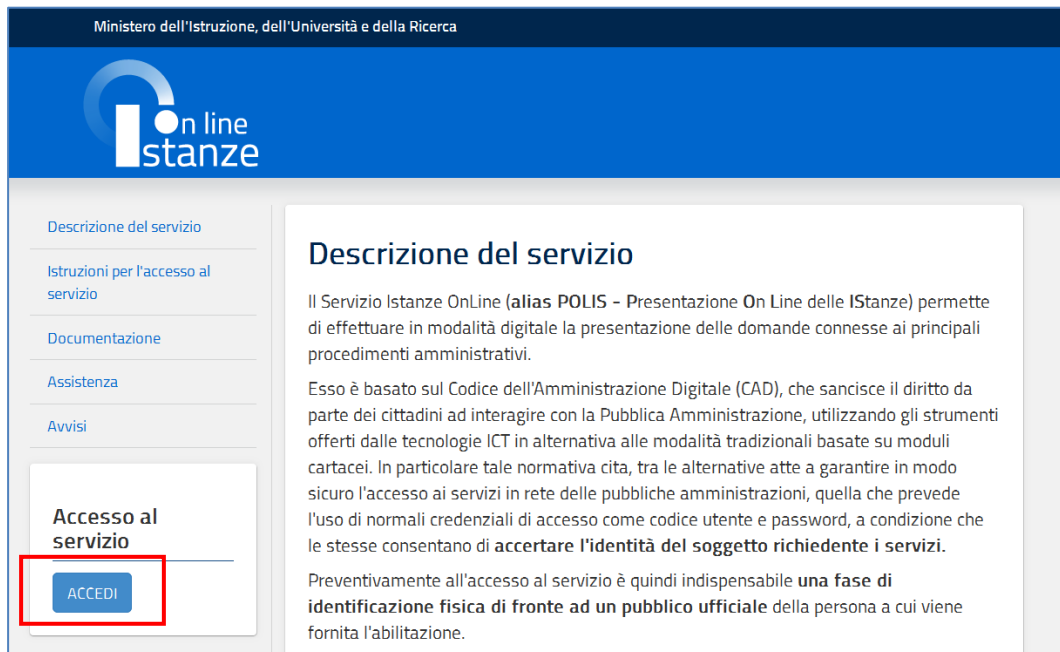 Ministero dell'Istruzione, dell'Università e della Ricerca
On line
Istanze
Descrizione del servizio
Istruzioni per l'accesso al
servizio
Documentazione
Assistenza
Avvisi
Accesso al
servizio
ACCEDI
Descrizione del servizio
Il Servizio Istanze OnLine (alias POLIS - Presentazione On Line delle IStanze) permette
di effettuare in modalità digitale la presentazione delle domande connesse ai principali
procedimenti amministrativi.
Esso è basato sul Codice dell'Amministrazione Digitale (CAD), che sancisce il diritto da
parte dei cittadini ad interagire con la Pubblica Amministrazione, utilizzando gli strumenti
offerti dalle tecnologie ICT in alternativa alle modalità tradizionali basate su moduli
cartacei. In particolare tale normativa cita, tra le alternative atte a garantire in modo
sicuro l'accesso ai servizi in rete delle pubbliche amministrazioni, quella che prevede
l'uso di normali credenziali di accesso come codice utente e password, a condizione che
le stesse consentano di accertare l'identità del soggetto richiedente i servizi.
Preventivamente all'accesso al servizio è quindi indispensabile una fase di
identificazione fisica di fronte ad un pubblico ufficiale della persona a cui viene
fornita l'abilitazione.